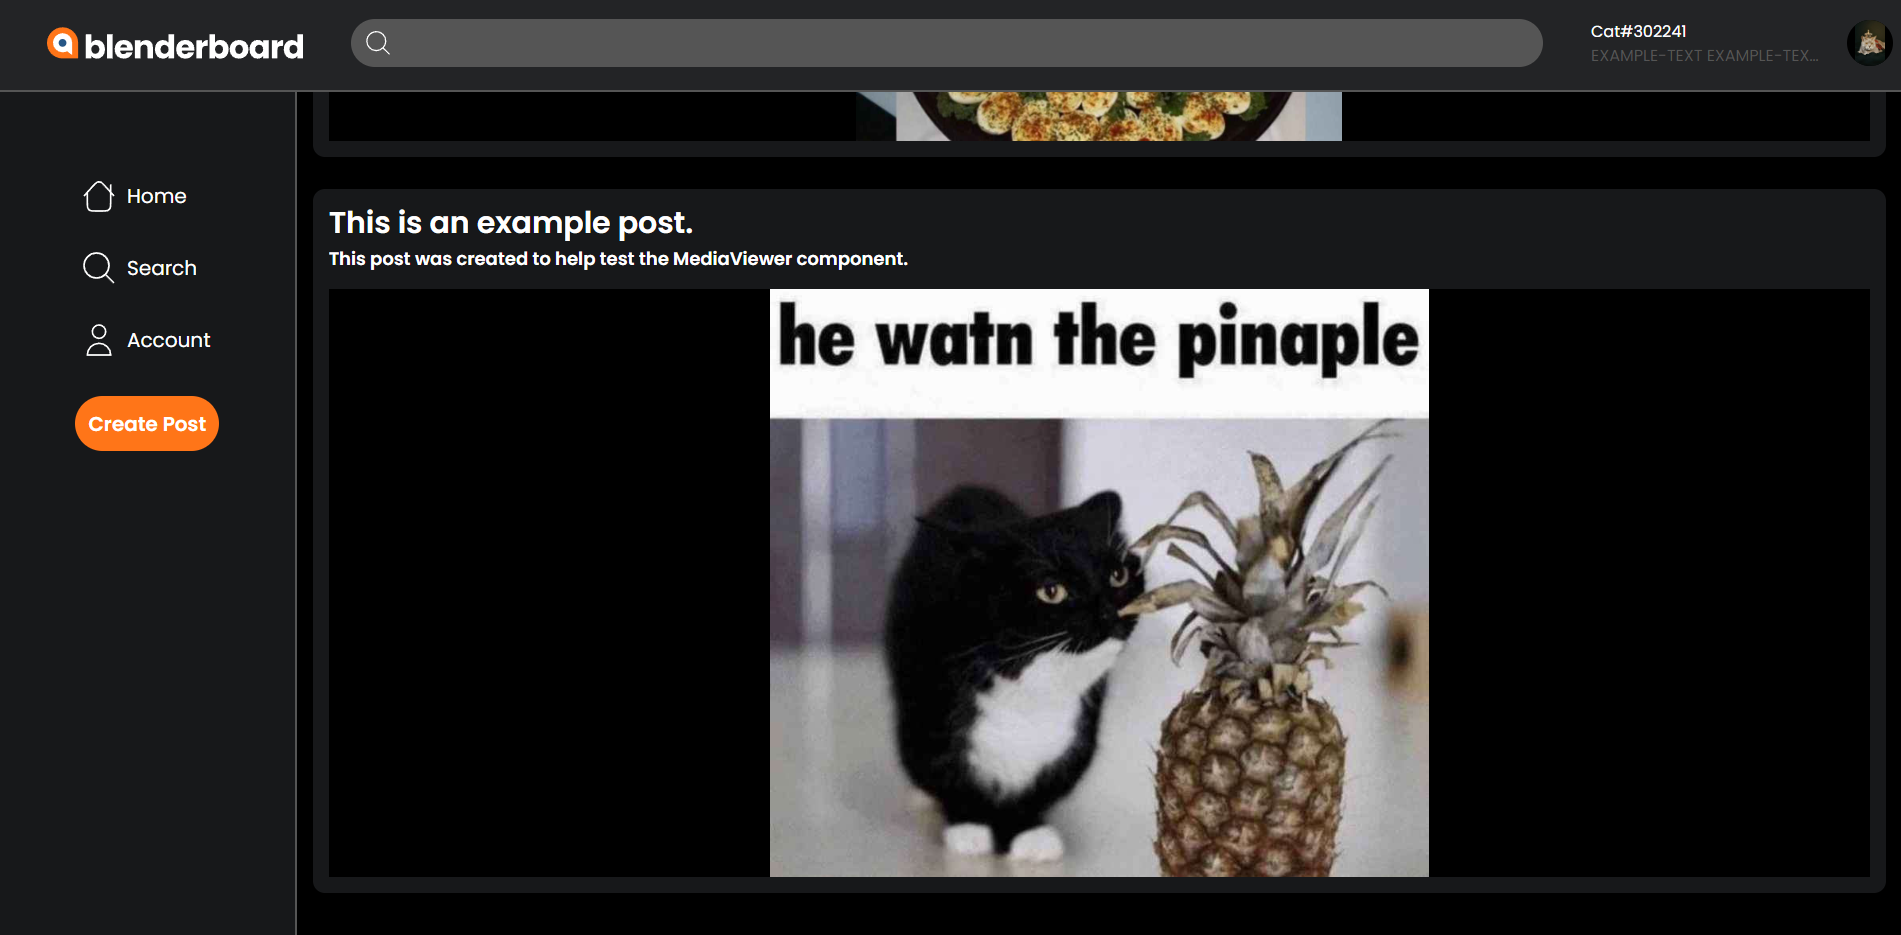 blenderboard
Cat#302241
EXAMPLE-TEXT EXAMPLE-TEX...
Home
Search
Account
Create Post
This is an example post.
This post was created to help test the MediaViewer component.
he watn the pinaple